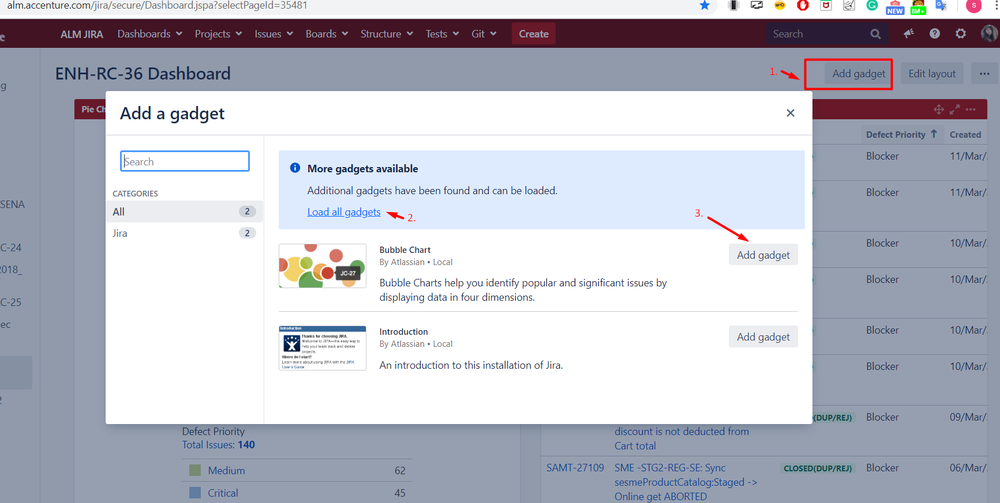 alm.accenture.com/jira/secure/Dashboard.jspa?selectPageId=35481
NEW
IM+
S
e
ALM JIRA Dashboards Projects Issues Boards Structure Tests Git Create Search
ENH-RC-36 Dashboard
1.
Add gadget
Edit layout
g
Pie Ch
Add a gadget
Defect Priority Created
Search
More gadgets available
Additional gadgets have been found and can be loaded.
Load all gadgets
2.
3.
CATEGORIES
All 2
Jira 2
Bubble Chart
By Atlassian • Local
Bubble Charts help you identify popular and significant issues by
displaying data in four dimensions.
Add gadget
JC-27
Introduction
Thanks for choosing JIRA.
Welcome to JIRA—the easy way to
help your team track and deliver
projects.
Where do I start?
Learn more about using JIRA with the JIRA
User's Guide.
Introduction
By Atlassian • Local
An introduction to this installation of Jira.
Add gadget
SENA
C-24
2018_
C-25
ec
2
Blocker 11/Mar/
Blocker 11/Mar/
Blocker 10/Mar/
Blocker 10/Mar/
Blocker 10/Mar/
Blocker 10/Mar/
(DUP/REJ) Blocker 09/Mar/
discount is not deducted from
Cart total
SAMT-27109 SME -STG2-REG-SE: Sync
sesmeProductCatalog:Staged ->
Online get ABORTED
CLOSED(DUP/REJ) Blocker 06/Mar/
Defect Priority
Total Issues: 140
Medium 62
Critical 45